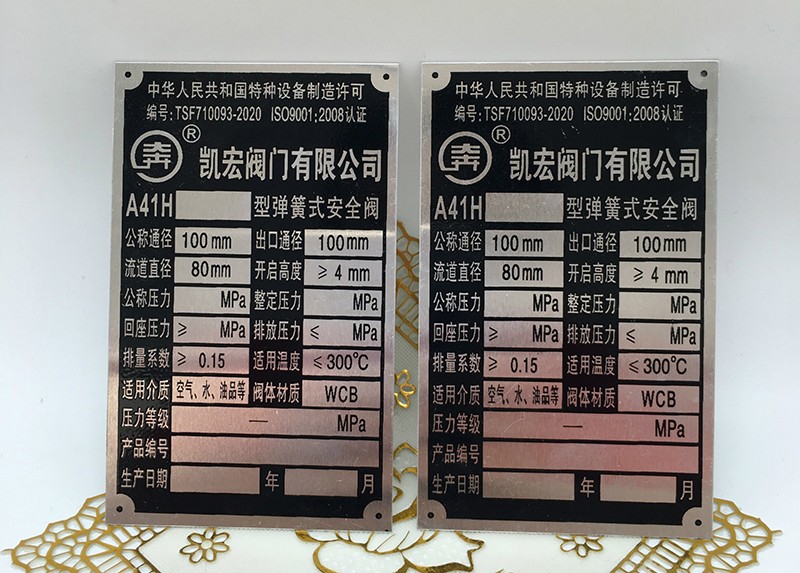 中华人民共和国特种设备制造许可
编号:TSF710093-2020 ISO9001:2008认证
®
凯宏阀门有限公司
A41H 型弹簧式安全阀
公称通径 100mm 出口通径 100mm
流道直径 80mm 开启高度 ≥4mm
公称压力 MPa 整定压力 MPa
回座压力 ≥ MPa 排放压力 ≤ MPa
排量系数 ≥ 0.15 适用温度 ≤300℃
适用介质 空气、水、油品等 阀体材质 WCB
压力等级 — MPa
产品编号
生产日期 年 月
中华人民共和国特种设备制造许可
编号:TSF710093-2020 ISO9001:2008认证
®
凯宏阀门有限公司
A41H 型弹簧式安全阀
公称通径 100mm 出口通径 100mm
流道直径 80mm 开启高度 ≥4mm
公称压力 MPa 整定压力 MPa
回座压力 ≥ MPa 排放压力 ≤ MPa
排量系数 ≥ 0.15 适用温度 ≤300℃
适用介质 空气、水、油品等 阀体材质 WCB
压力等级 — MPa
产品编号
生产日期 年 月